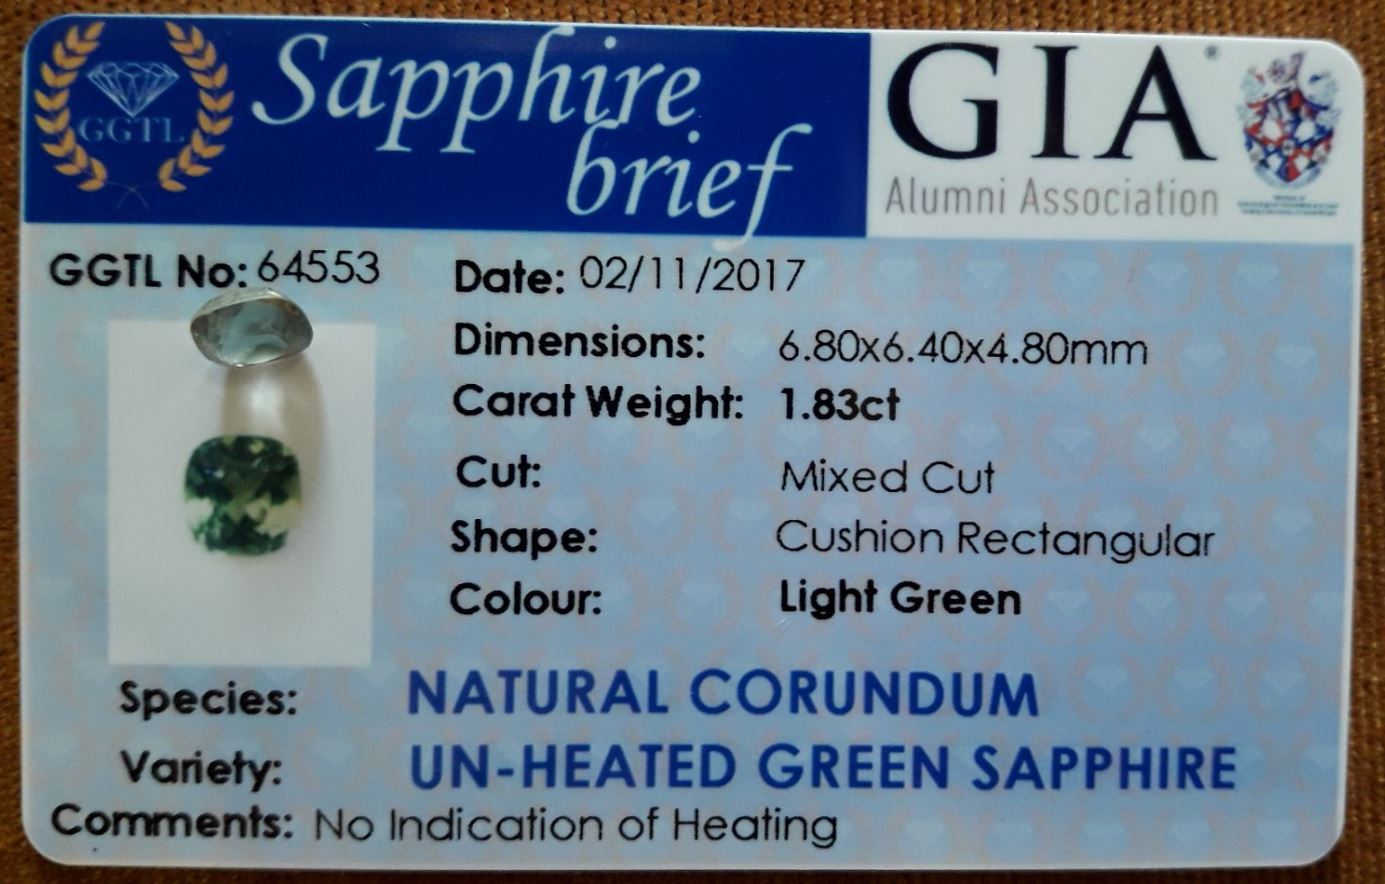 GGTL
Sapphire
brief
GIA®
Alumni Association
GGTL No: 64553
Date: 02/11/2017
Dimensions: 6.80x6.40x4.80mm
Carat Weight: 1.83ct
Cut: Mixed Cut
Shape: Cushion Rectangular
Colour: Light Green
Species: NATURAL CORUNDUM
Variety: UN-HEATED GREEN SAPPHIRE
Comments: No Indication of Heating